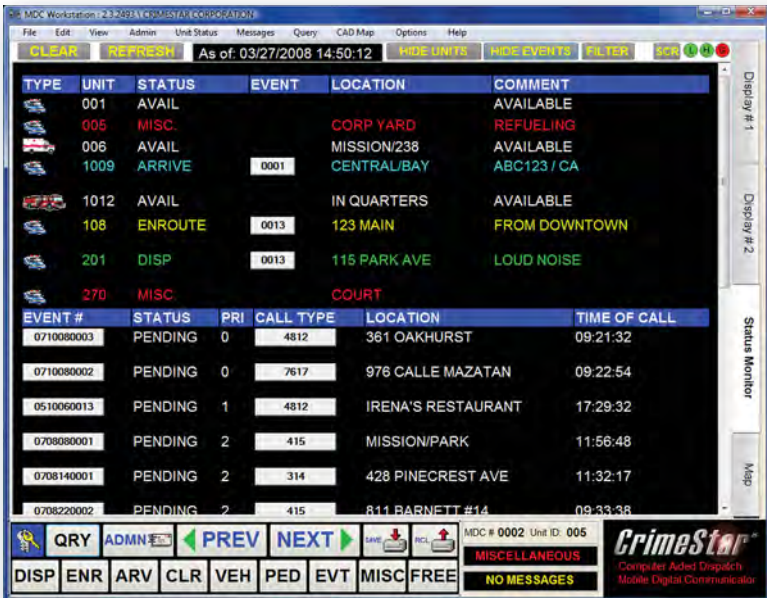 MDC Workstation : 2.3.2493 \ CRIMESTAR CORPORATION
File Edit View Admin Unit Status Messages Query CAD Map Options Help
CLEAR REFRESH As of: 03/27/2008 14:50:12 HIDE UNITS HIDE EVENTS FILTER SCR L H G
TYPE UNIT STATUS EVENT LOCATION COMMENT
001 AVAIL AVAILABLE
005 MISC. CORP YARD REFUELING
006 AVAIL MISSION/238 AVAILABLE
1009 ARRIVE 0001 CENTRAL/BAY ABC123 / CA
1012 AVAIL IN QUARTERS AVAILABLE
108 ENROUTE 0013 123 MAIN FROM DOWNTOWN
201 DISP 0013 115 PARK AVE LOUD NOISE
270 MISC. COURT
EVENT # STATUS PRI CALL TYPE LOCATION TIME OF CALL
0710080003 PENDING 0 4812 361 OAKHURST 09:21:32
0710080002 PENDING 0 7617 976 CALLE MAZATAN 09:22:54
0510060013 PENDING 1 4812 IRENA'S RESTAURANT 17:29:32
0708080001 PENDING 2 415 MISSION/PARK 11:56:48
0708140001 PENDING 2 314 428 PINECREST AVE 11:32:17
0708220002 PENDING 2 415 811 BARNETT #14 09:33:38
Display # 1
Display # 2
Status Monitor
Map
QRY ADMN PREV NEXT SAVE RCL
DISP ENR ARV CLR VEH PED EVT MISC FREE
MDC # 0002 Unit ID: 005
MISCELLANEOUS
NO MESSAGES
CrimeStar
Computer Aded Dispatch
Mobile Digital Communicator